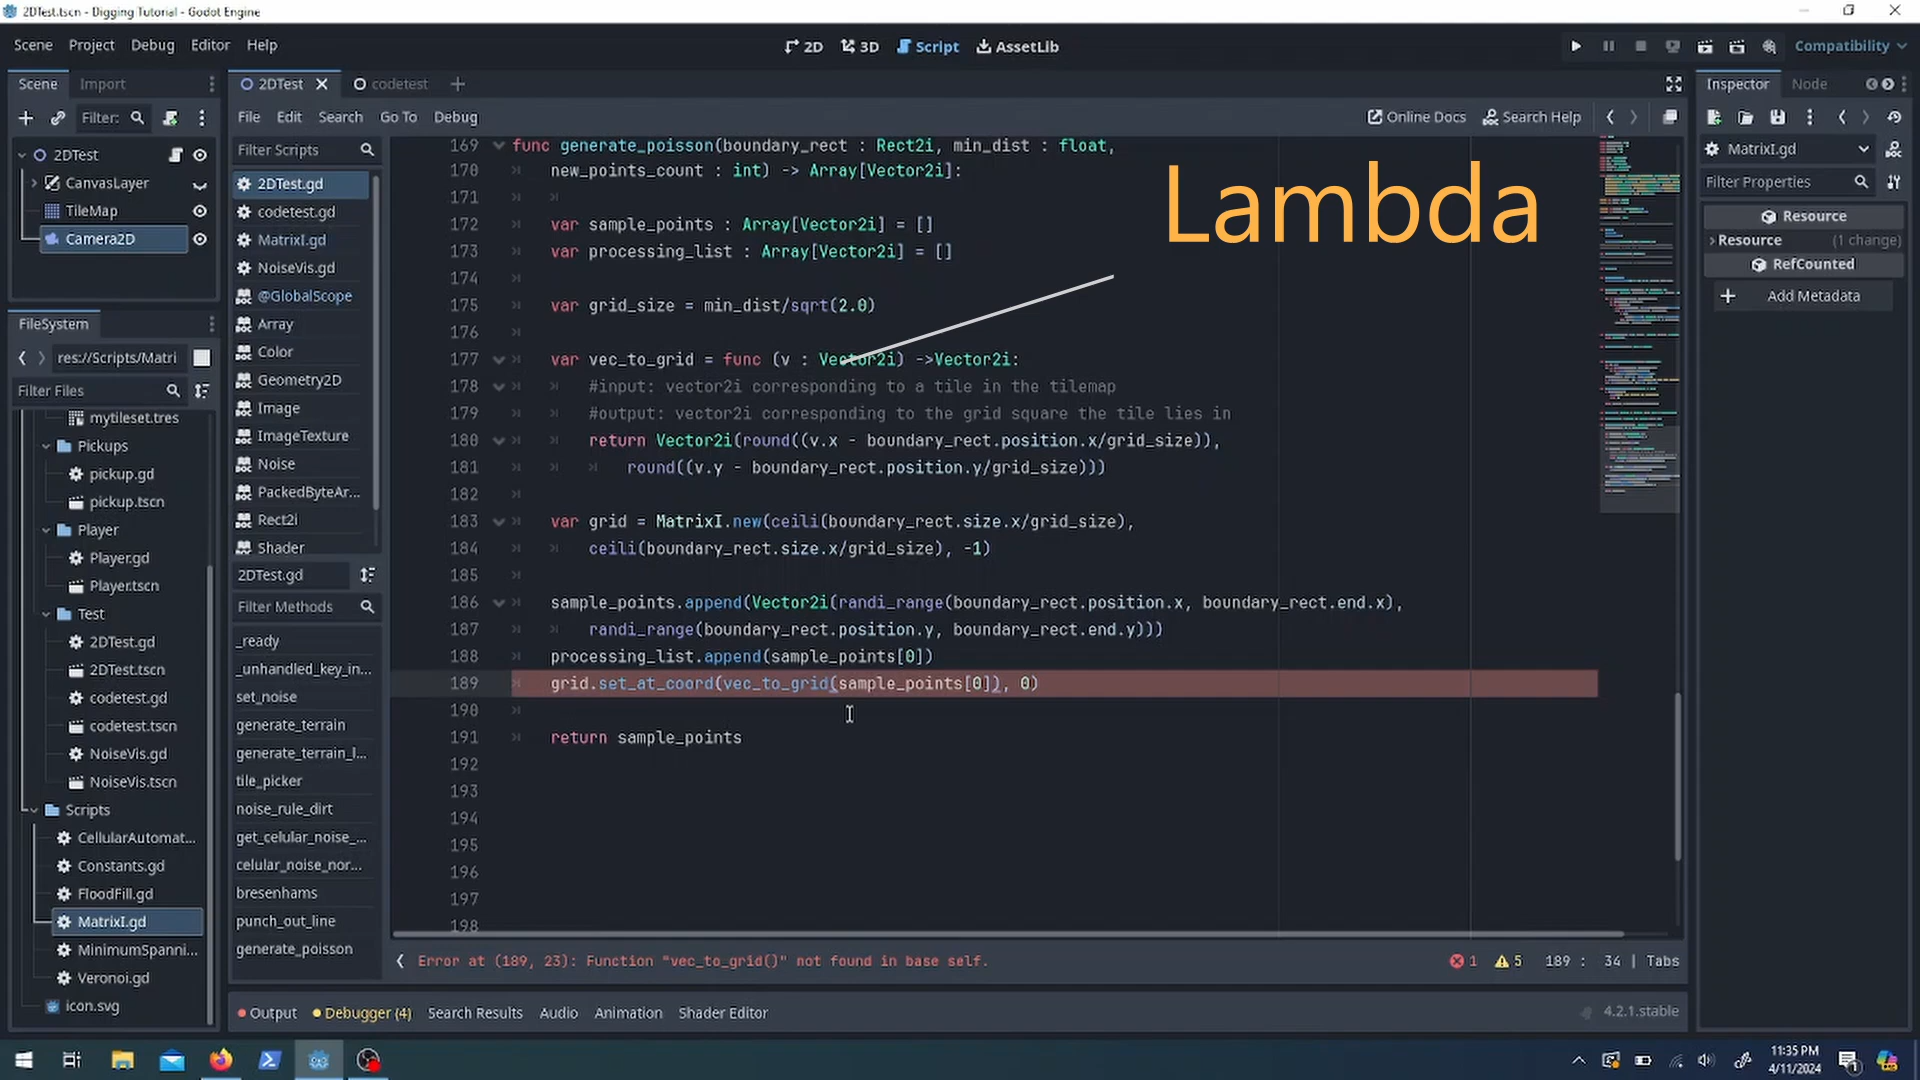 2DTest.tscn - Digging Tutorial - Godot Engine
Scene Project Debug Editor Help
2D 3D Script AssetLib
Compatibility
Scene Import
Filter:
2DTest
CanvasLayer
TileMap
Camera2D
FileSystem
res://Scripts/Matri
Filter Files
mytileset.tres
Pickups
pickup.gd
pickup.tscn
Player
Player.gd
Player.tscn
Test
2DTest.gd
2DTest.tscn
codetest.gd
codetest.tscn
NoiseVis.gd
NoiseVis.tscn
Scripts
CellularAutomat...
Constants.gd
FloodFill.gd
MatrixI.gd
MinimumSpanni...
Veronoi.gd
icon.svg
2DTest codetest
File Edit Search Go To Debug
Online Docs Search Help
Filter Scripts
2DTest.gd
codetest.gd
MatrixI.gd
NoiseVis.gd
@GlobalScope
Array
Color
Geometry2D
Image
ImageTexture
Noise
PackedByteAr...
Rect2i
Shader
2DTest.gd
Filter Methods
_ready
_unhandled_key_in...
set_noise
generate_terrain
generate_terrain_l...
tile_picker
noise_rule_dirt
get_celular_noise_...
celular_noise_nor...
bresenhams
punch_out_line
generate_poisson
Lambda
169 func generate_poisson(boundary_rect : Rect2i, min_dist : float,
170 new_points_count : int) -> Array[Vector2i]:
171
172 var sample_points : Array[Vector2i] = []
173 var processing_list : Array[Vector2i] = []
174
175 var grid_size = min_dist/sqrt(2.0)
176
177 var vec_to_grid = func (v : Vector2i) ->Vector2i:
178 #input: vector2i corresponding to a tile in the tilemap
179 #output: vector2i corresponding to the grid square the tile lies in
180 return Vector2i(round((v.x - boundary_rect.position.x/grid_size)),
181 round((v.y - boundary_rect.position.y/grid_size)))
182
183 var grid = MatrixI.new(ceili(boundary_rect.size.x/grid_size),
184 ceili(boundary_rect.size.x/grid_size), -1)
185
186 sample_points.append(Vector2i(randi_range(boundary_rect.position.x, boundary_rect.end.x),
187 randi_range(boundary_rect.position.y, boundary_rect.end.y)))
188 processing_list.append(sample_points[0])
189 grid.set_at_coord(vec_to_grid(sample_points[0]), 0)
190
191 return sample_points
192
193
194
195
196
197
198
Error at (189, 23): Function "vec_to_grid()" not found in base self.
1 5 189 : 34 | Tabs
Output Debugger (4) Search Results Audio Animation Shader Editor
4.2.1.stable
Inspector Node
MatrixI.gd
Filter Properties
Resource
Resource (1 change)
RefCounted
Add Metadata
11:35 PM
4/11/2024
1